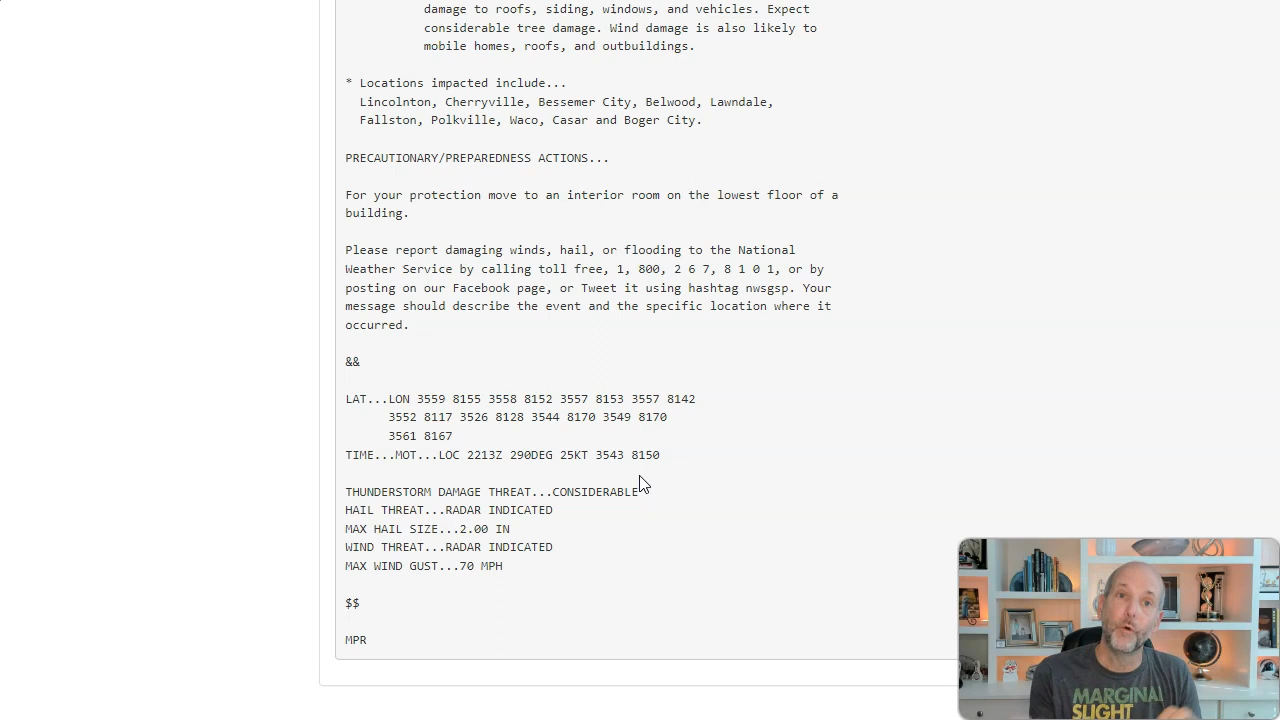 damage to roofs, siding, windows, and vehicles. Expect
considerable tree damage. Wind damage is also likely to
mobile homes, roofs, and outbuildings.
* Locations impacted include...
Lincolnton, Cherryville, Bessemer City, Belwood, Lawndale,
Fallston, Polkville, Waco, Casar and Boger City.
PRECAUTIONARY/PREPAREDNESS ACTIONS...
For your protection move to an interior room on the lowest floor of a
building.
Please report damaging winds, hail, or flooding to the National
Weather Service by calling toll free, 1, 800, 2 6 7, 8 1 0 1, or by
posting on our Facebook page, or Tweet it using hashtag nwsgsp. Your
message should describe the event and the specific location where it
occurred.
&&
LAT...LON 3559 8155 3558 8152 3557 8153 3557 8142
3552 8117 3526 8128 3544 8170 3549 8170
3561 8167
TIME...MOT...LOC 2213Z 290DEG 25KT 3543 8150
THUNDERSTORM DAMAGE THREAT...CONSIDERABLE
HAIL THREAT...RADAR INDICATED
MAX HAIL SIZE...2.00 IN
WIND THREAT...RADAR INDICATED
MAX WIND GUST...70 MPH
$$
MPR
MARGINAL
SLIGHT